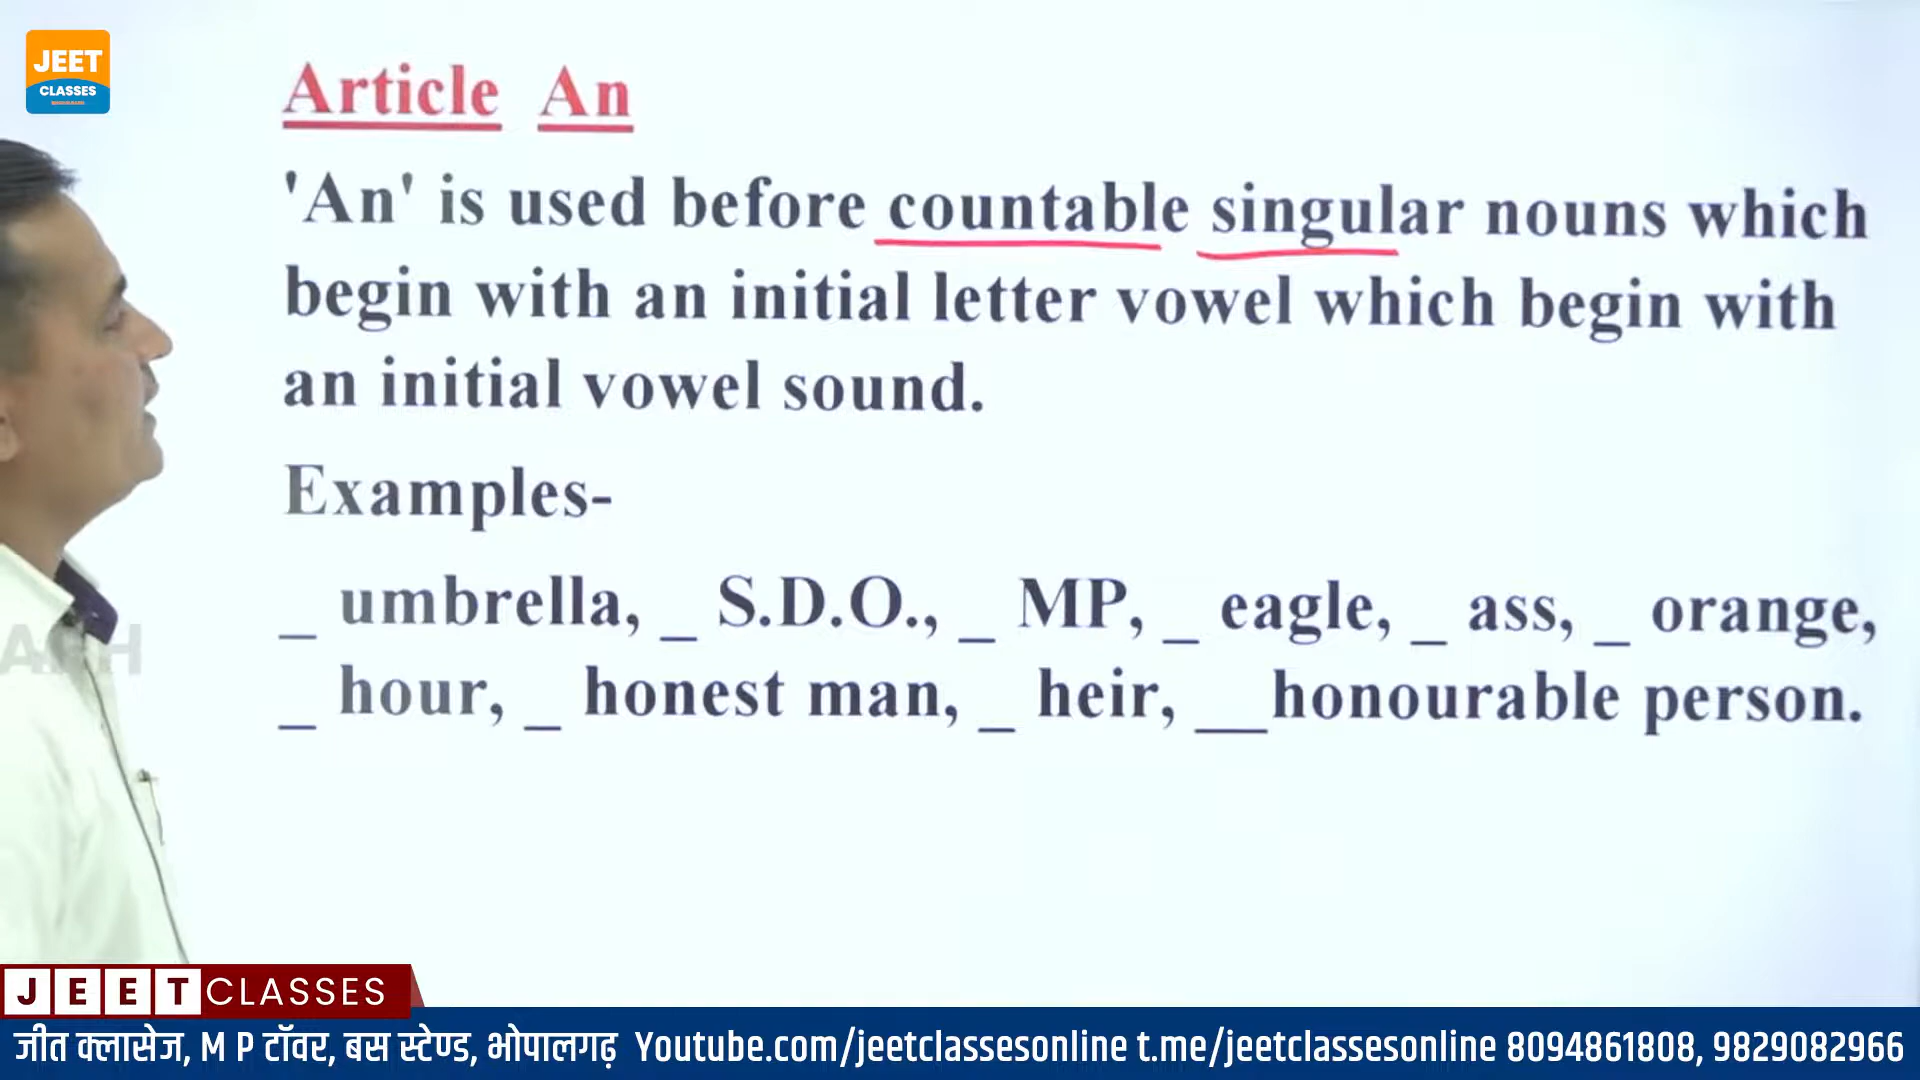 JEET
CLASSES
Article An
'An' is used before countable singular nouns which
begin with an initial letter vowel which begin with
an initial vowel sound.
Examples-
_ umbrella, _ S.D.O., _ MP, _ eagle, _ ass, _ orange,
_ hour, _ honest man, _ heir, __honourable person.
JEET CLASSES
जीत क्लासेज, M P टॉवर, बस स्टेण्ड, भोपालगढ़ Youtube.com/jeetclassesonline t.me/jeetclassesonline 8094861808, 9829082966